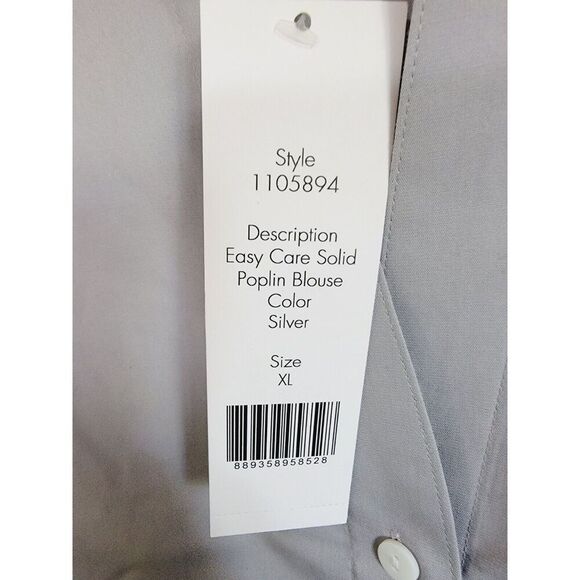 Style
1105894
Description
Easy Care Solid
Poplin Blouse
Color
Silver
Size
XL
889358958528